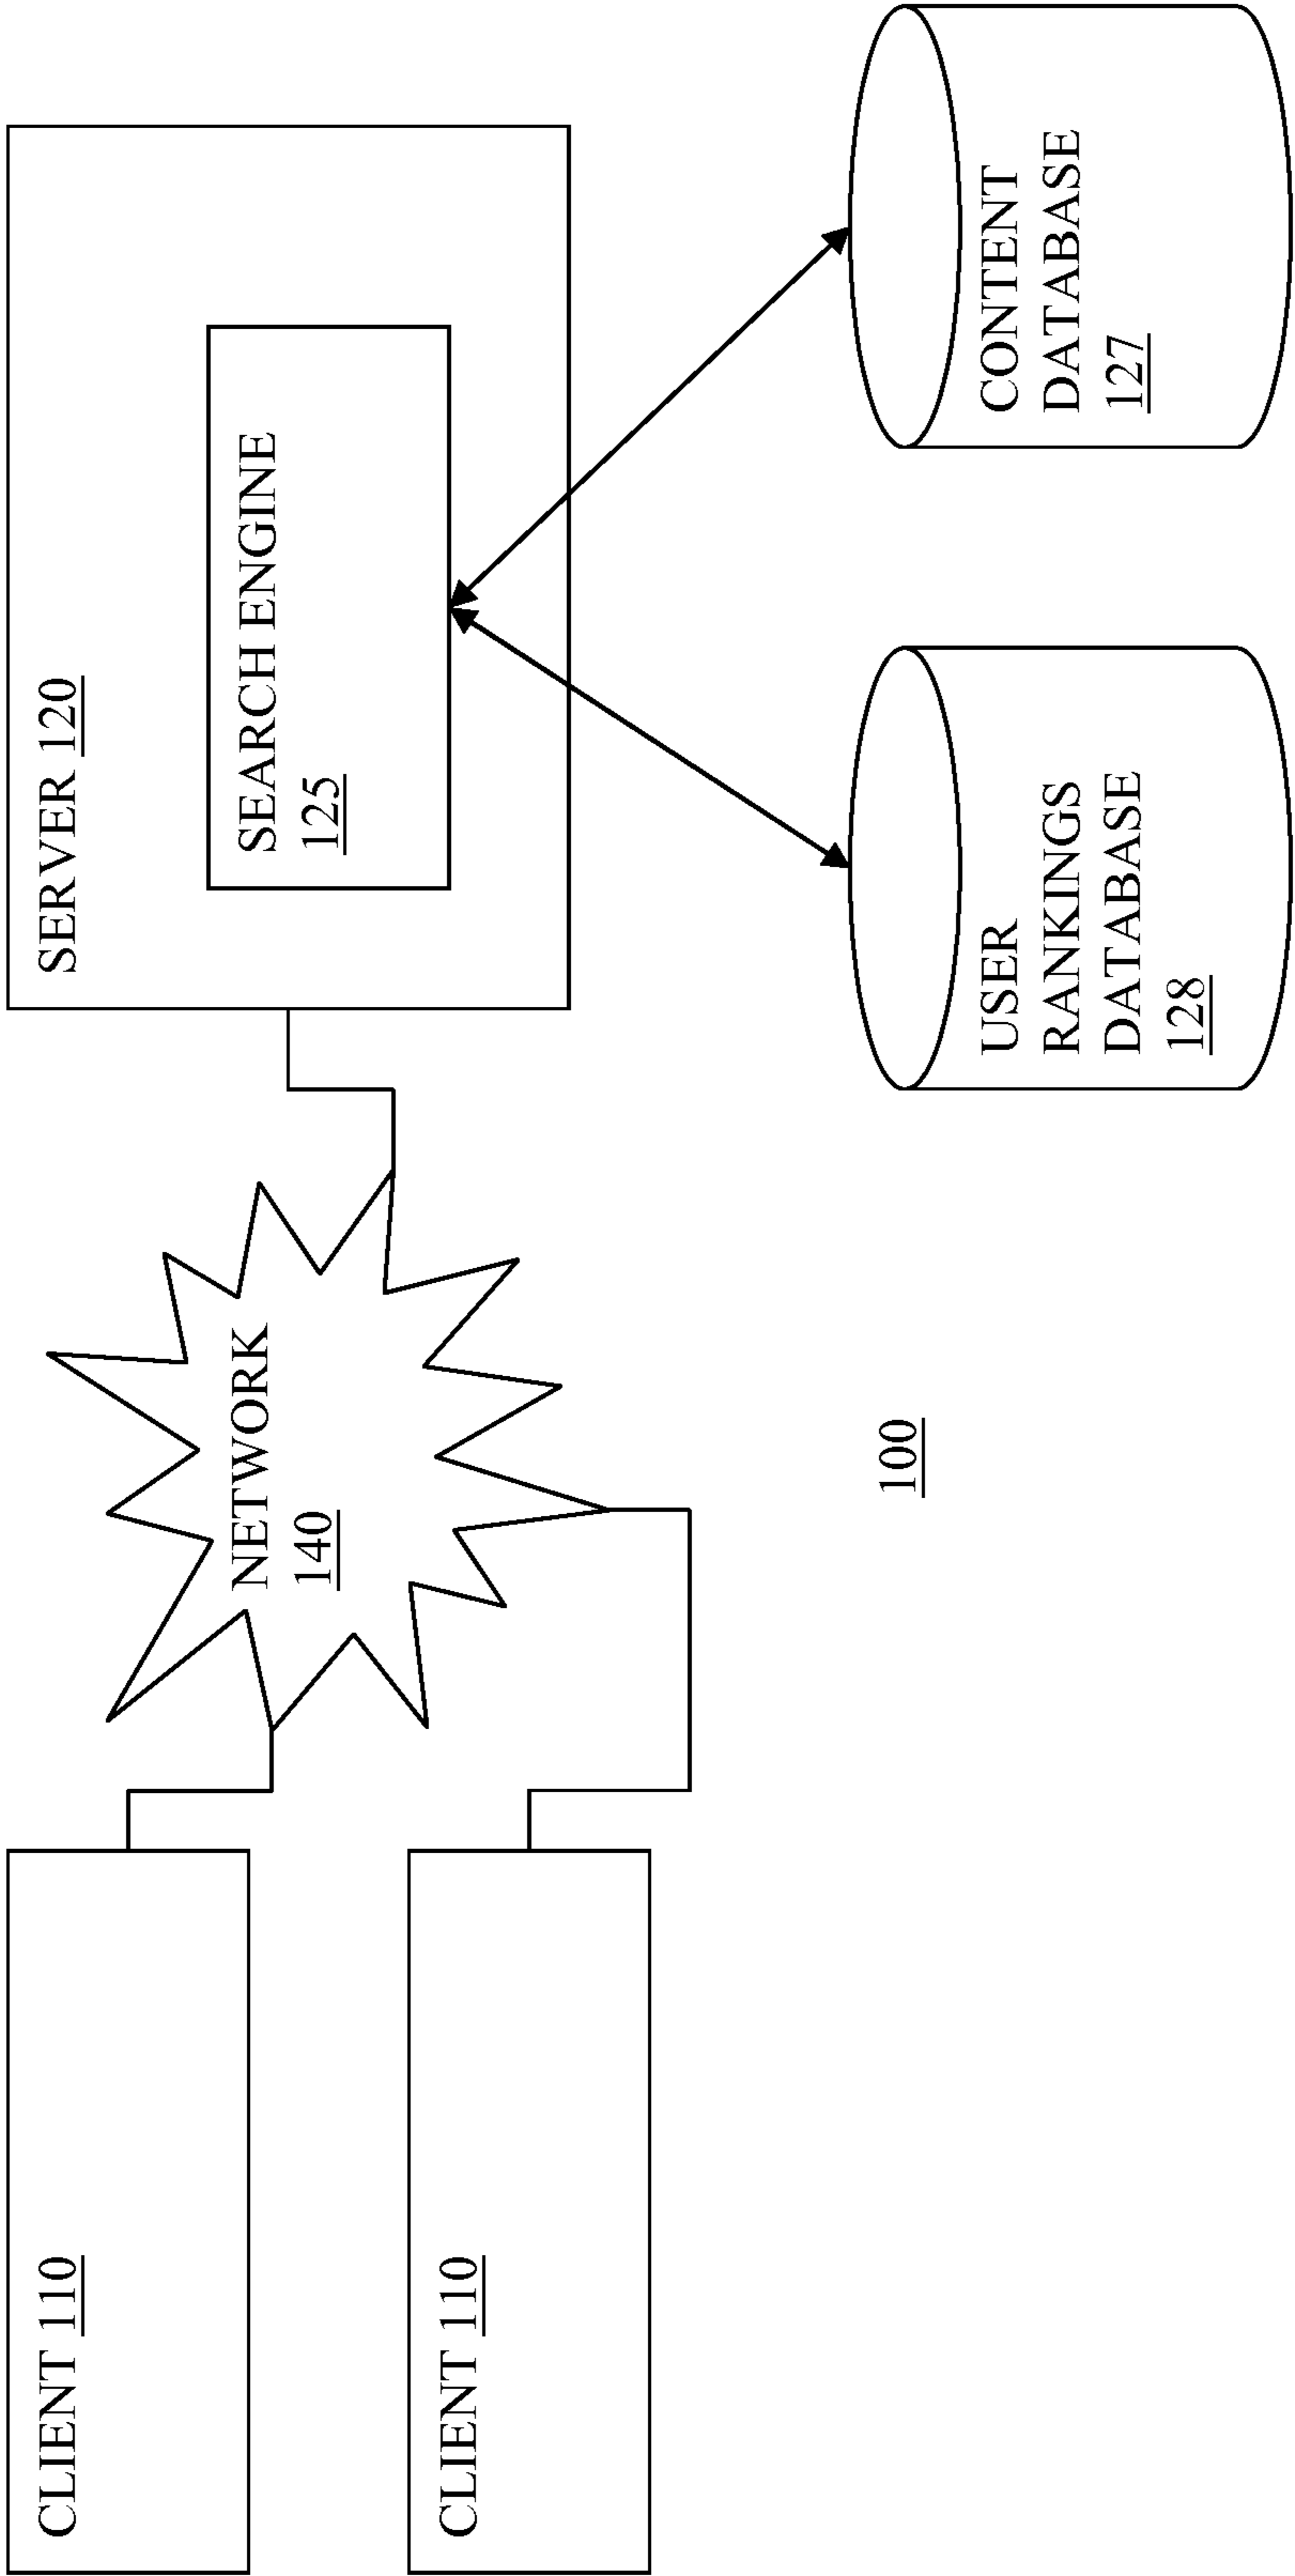 CLIENT 110
CLIENT 110
NETWORK
140
SERVER 120
SEARCH ENGINE
125
USER
RANKINGS
DATABASE
128
CONTENT
DATABASE
127
100